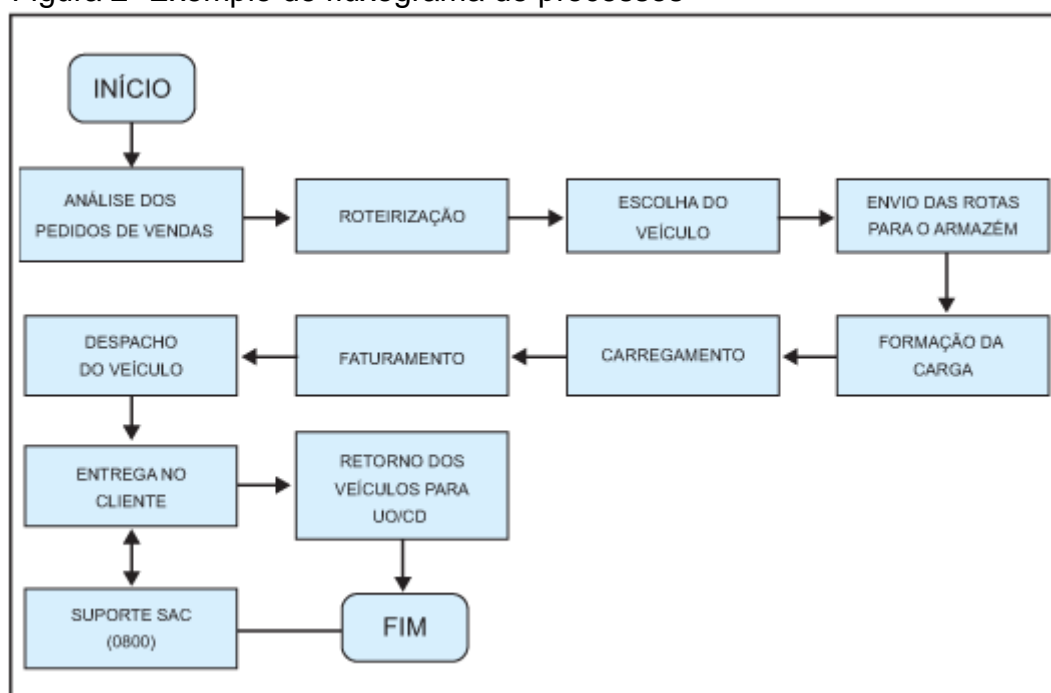 Figura 2- Exemplo de fluxograma de processos
INÍCIO
ANÁLISE DOS
PEDIDOS DE VENDAS
ROTEIRIZAÇÃO
ESCOLHA DO
VEÍCULO
ENVIO DAS ROTAS
PARA O ARMAZÉM
FORMAÇÃO DA
CARGA
CARREGAMENTO
FATURAMENTO
DESPACHO
DO VEÍCULO
ENTREGA NO
CLIENTE
RETORNO DOS
VEÍCULOS PARA
UO/CD
SUPORTE SAC
(0800)
FIM